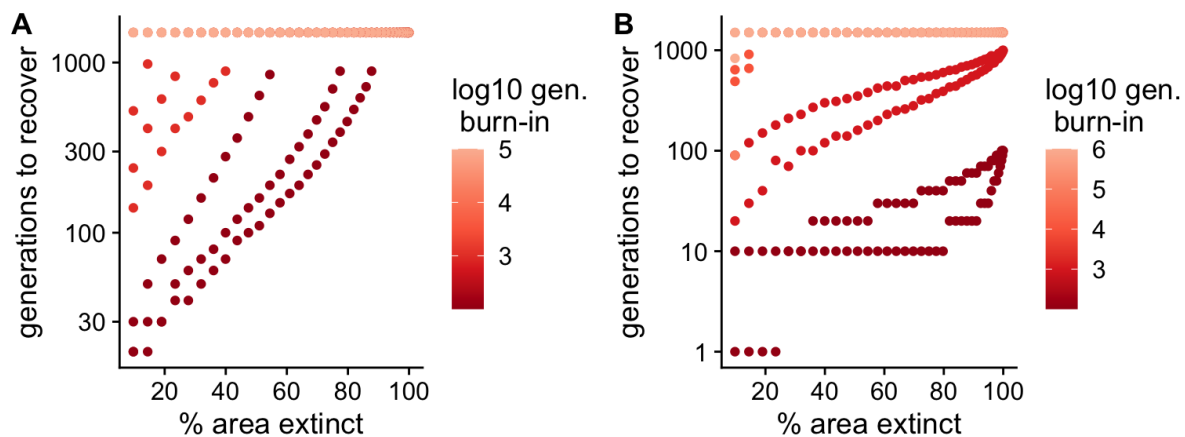 A
generations to recover
1000
300
100
30
20 40 60 80 100
% area extinct
log10 gen.
burn-in
5
4
3
B
generations to recover
1000
100
10
1
20 40 60 80 100
% area extinct
log10 gen.
burn-in
6
5
4
3